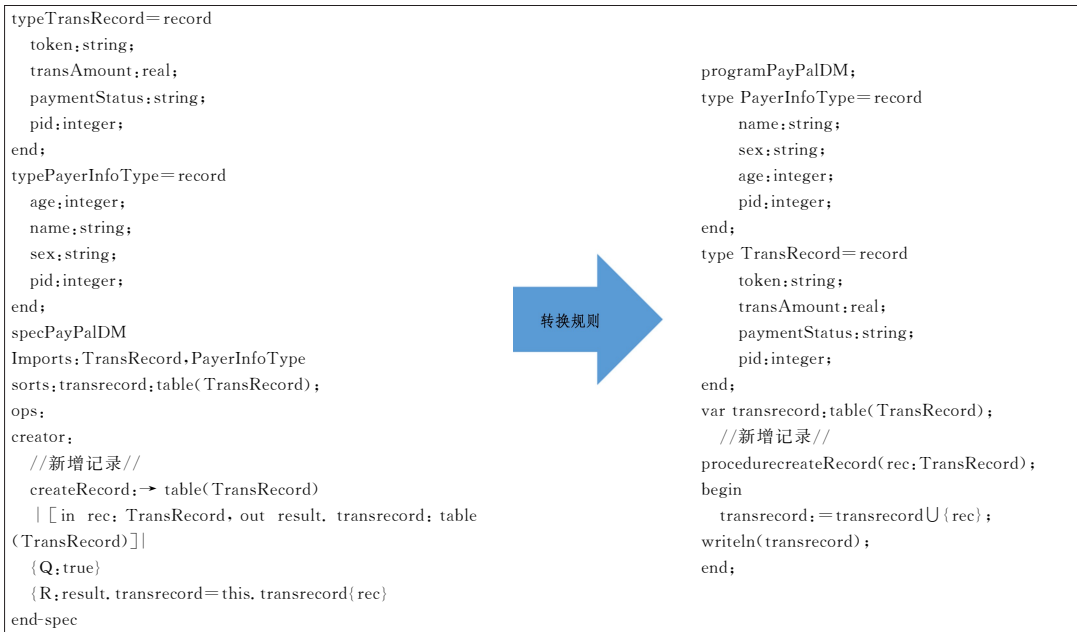 typeTransRecord=record
token:string;
transAmount:real;
paymentStatus:string;
pid:integer;
end;
typePayerInfoType=record
age:integer;
name:string;
sex:string;
pid:integer;
end;
specPayPalDM
Imports:TransRecord,PayerInfoType
sorts:transrecord:table(TransRecord);
ops:
creator:
//新增记录//
createRecord:→ table(TransRecord)
|[in rec: TransRecord, out result. transrecord: table
(TransRecord)]|
{Q:true}
{R:result. transrecord=this. transrecord{rec}
end-spec
转换规则
programPayPalDM;
type PayerInfoType=record
name:string;
sex:string;
age:integer;
pid:integer;
end;
type TransRecord=record
token:string;
transAmount:real;
paymentStatus:string;
pid:integer;
end;
var transrecord:table(TransRecord);
//新增记录//
procedurecreateRecord(rec:TransRecord);
begin
transrecord:=transrecord∪{rec};
writeln(transrecord);
end;